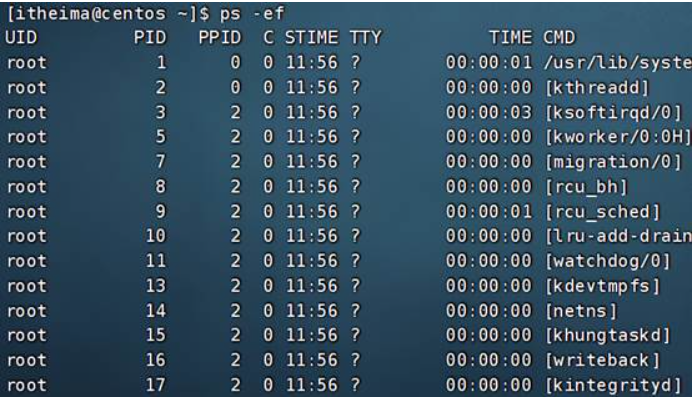 [itheima@centos ~]$ ps -ef
UID        PID  PPID  C STIME TTY          TIME CMD
root         1     0  0 11:56 ?        00:00:01 /usr/lib/syste
root         2     0  0 11:56 ?        00:00:00 [kthreadd]
root         3     2  0 11:56 ?        00:00:03 [ksoftirqd/0]
root         5     2  0 11:56 ?        00:00:00 [kworker/0:0H]
root         7     2  0 11:56 ?        00:00:00 [migration/0]
root         8     2  0 11:56 ?        00:00:00 [rcu_bh]
root         9     2  0 11:56 ?        00:00:01 [rcu_sched]
root        10     2  0 11:56 ?        00:00:00 [lru-add-drain
root        11     2  0 11:56 ?        00:00:00 [watchdog/0]
root        13     2  0 11:56 ?        00:00:00 [kdevtmpfs]
root        14     2  0 11:56 ?        00:00:00 [netns]
root        15     2  0 11:56 ?        00:00:00 [khungtaskd]
root        16     2  0 11:56 ?        00:00:00 [writeback]
root        17     2  0 11:56 ?        00:00:00 [kintegrityd]